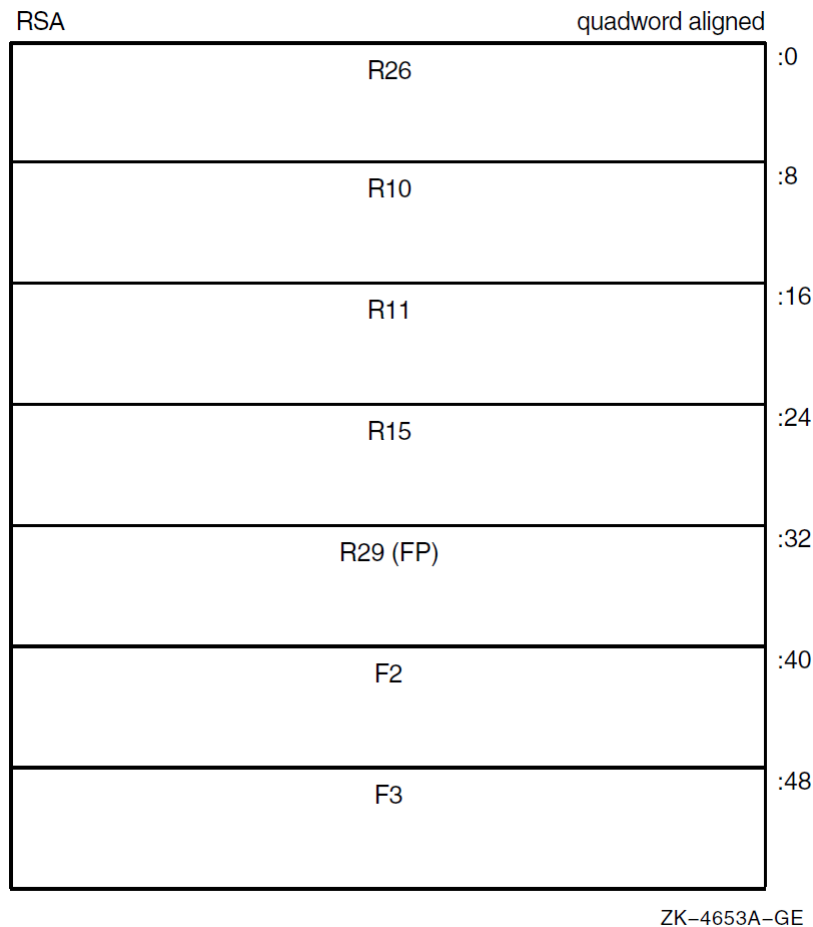 RSA quadword aligned
:0
R26
:8
R10
:16
R11
:24
R15
:32
R29 (FP)
:40
F2
:48
F3
ZK–4653A–GE